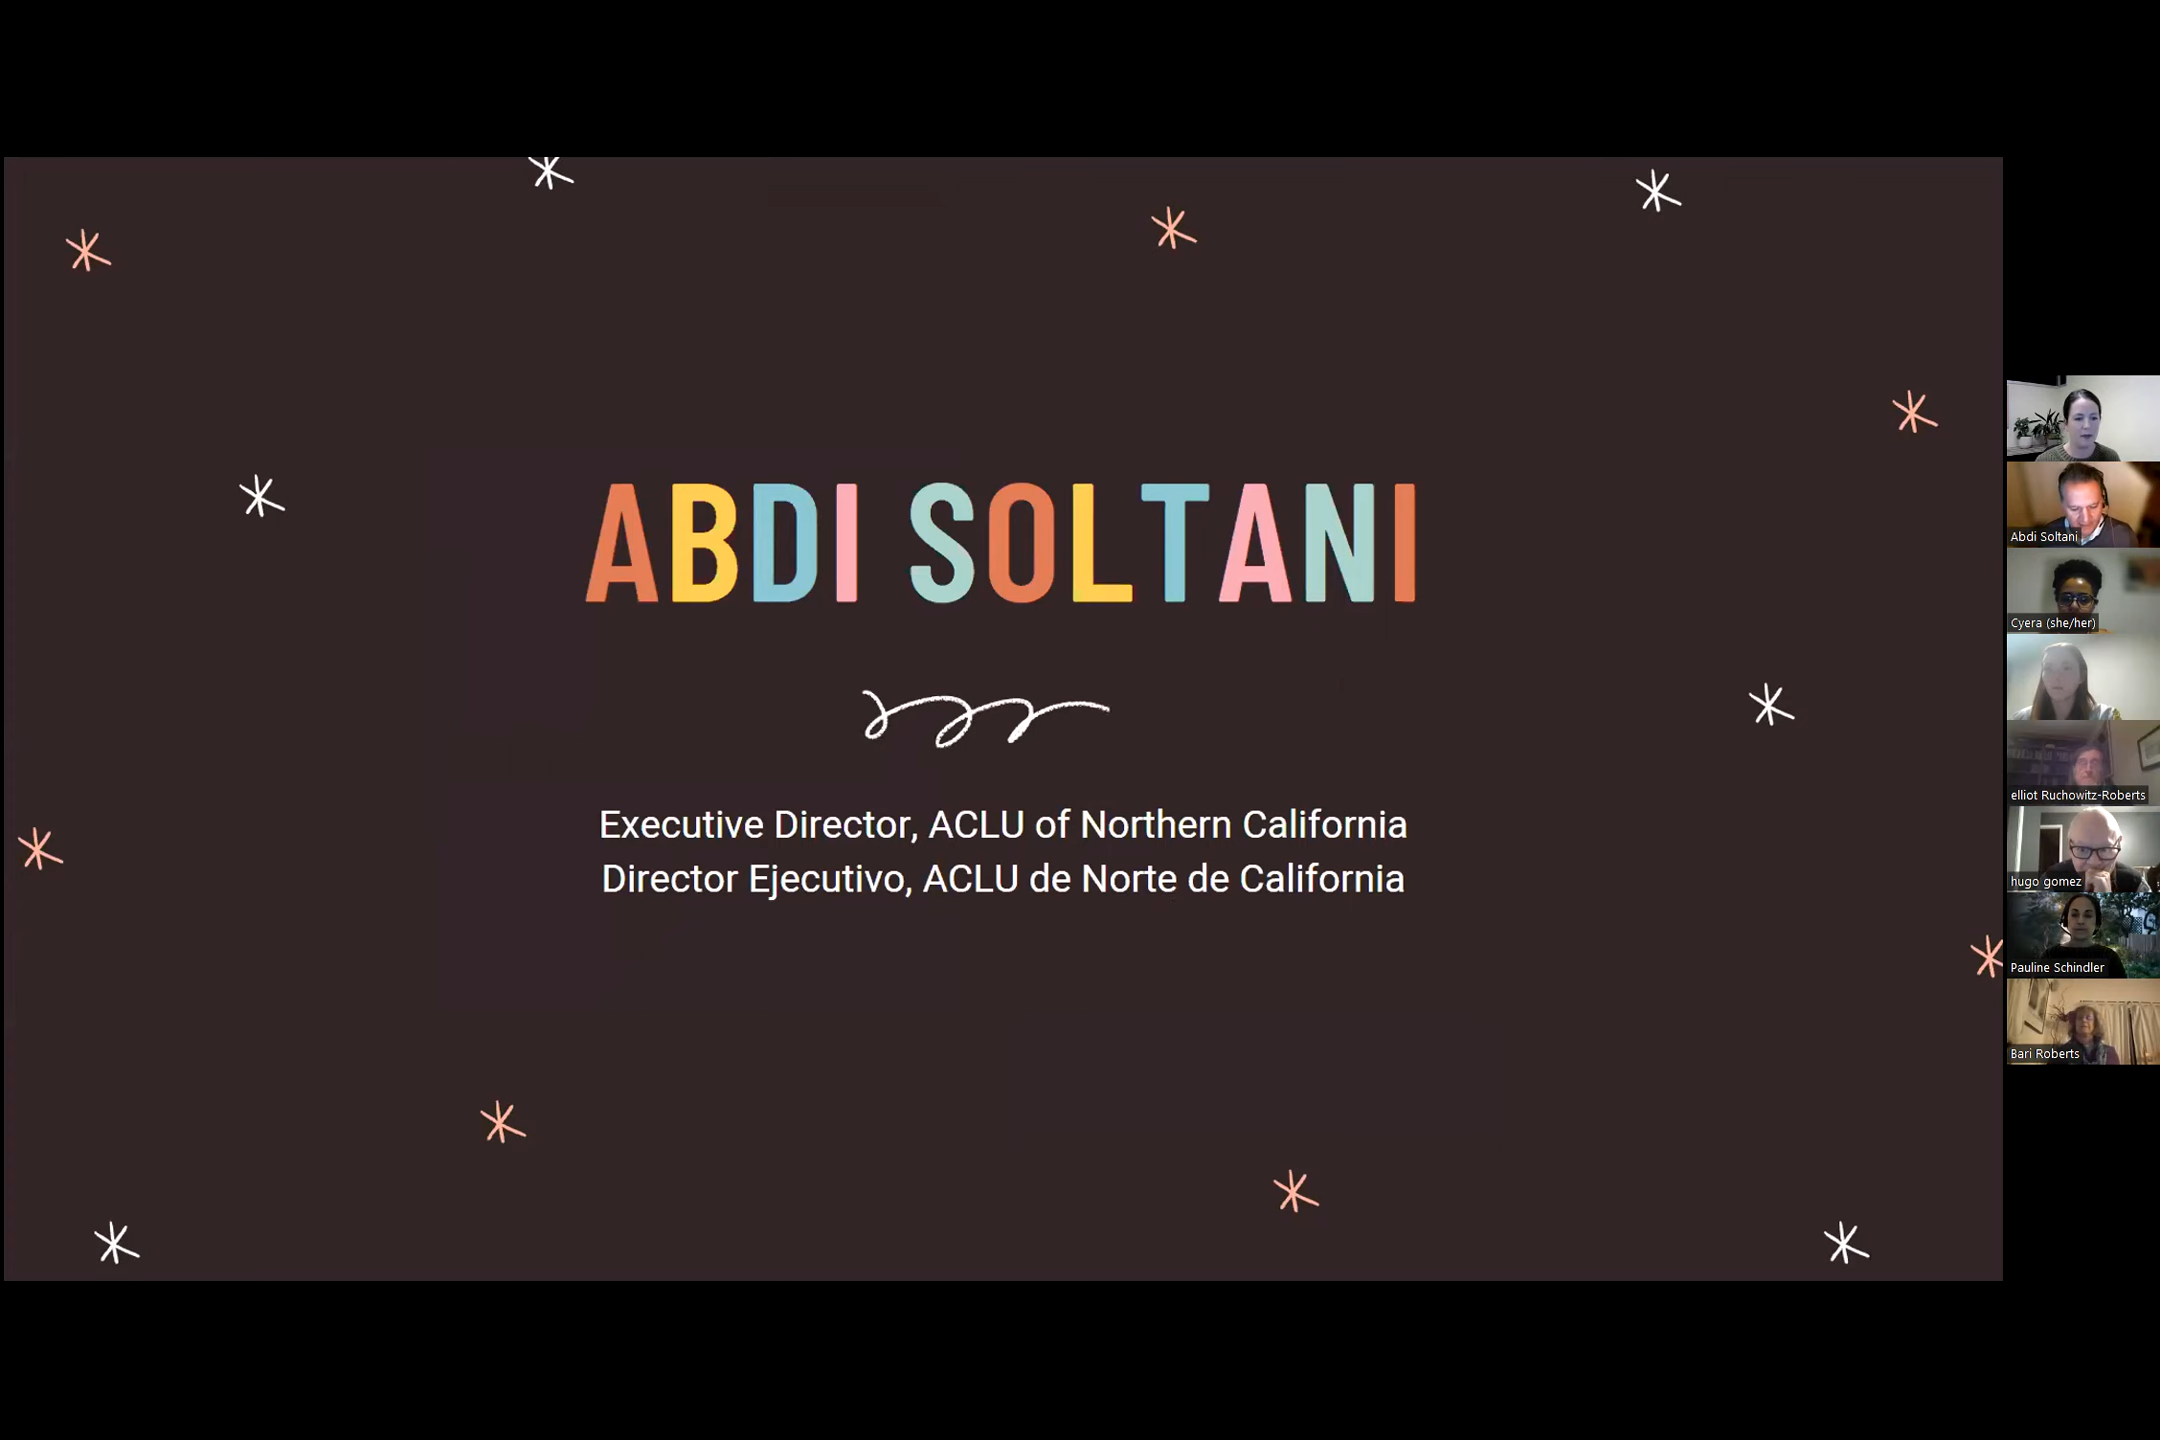 ABDI SOLTANI
Executive Director, ACLU of Northern California
Director Ejecutivo, ACLU de Norte de California
Abdi Soltani
Cyera (she/her)
elliot Ruchowitz-Roberts
hugo gomez
Pauline Schindler
Bari Roberts